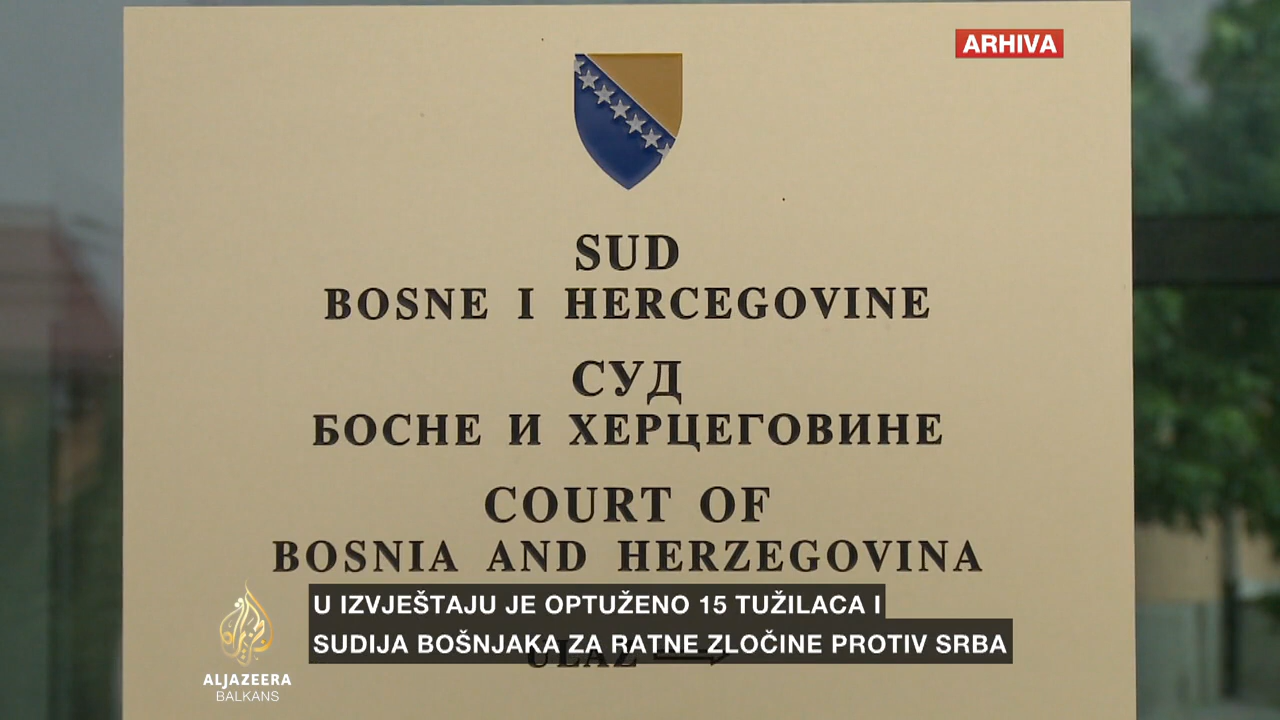 ARHIVA
SUD
BOSNE I HERCEGOVINE
СУД
БОСНЕ И ХЕРЦЕГОВИНЕ
COURT OF
BOSNIA AND HERZEGOVINA
U IZVJEŠTAJU JE OPTUŽENO 15 TUŽILACA I
SUDIJA BOŠNJAKA ZA RATNE ZLOČINE PROTIV SRBA
ULAZ
ALJAZEERA
BALKANS